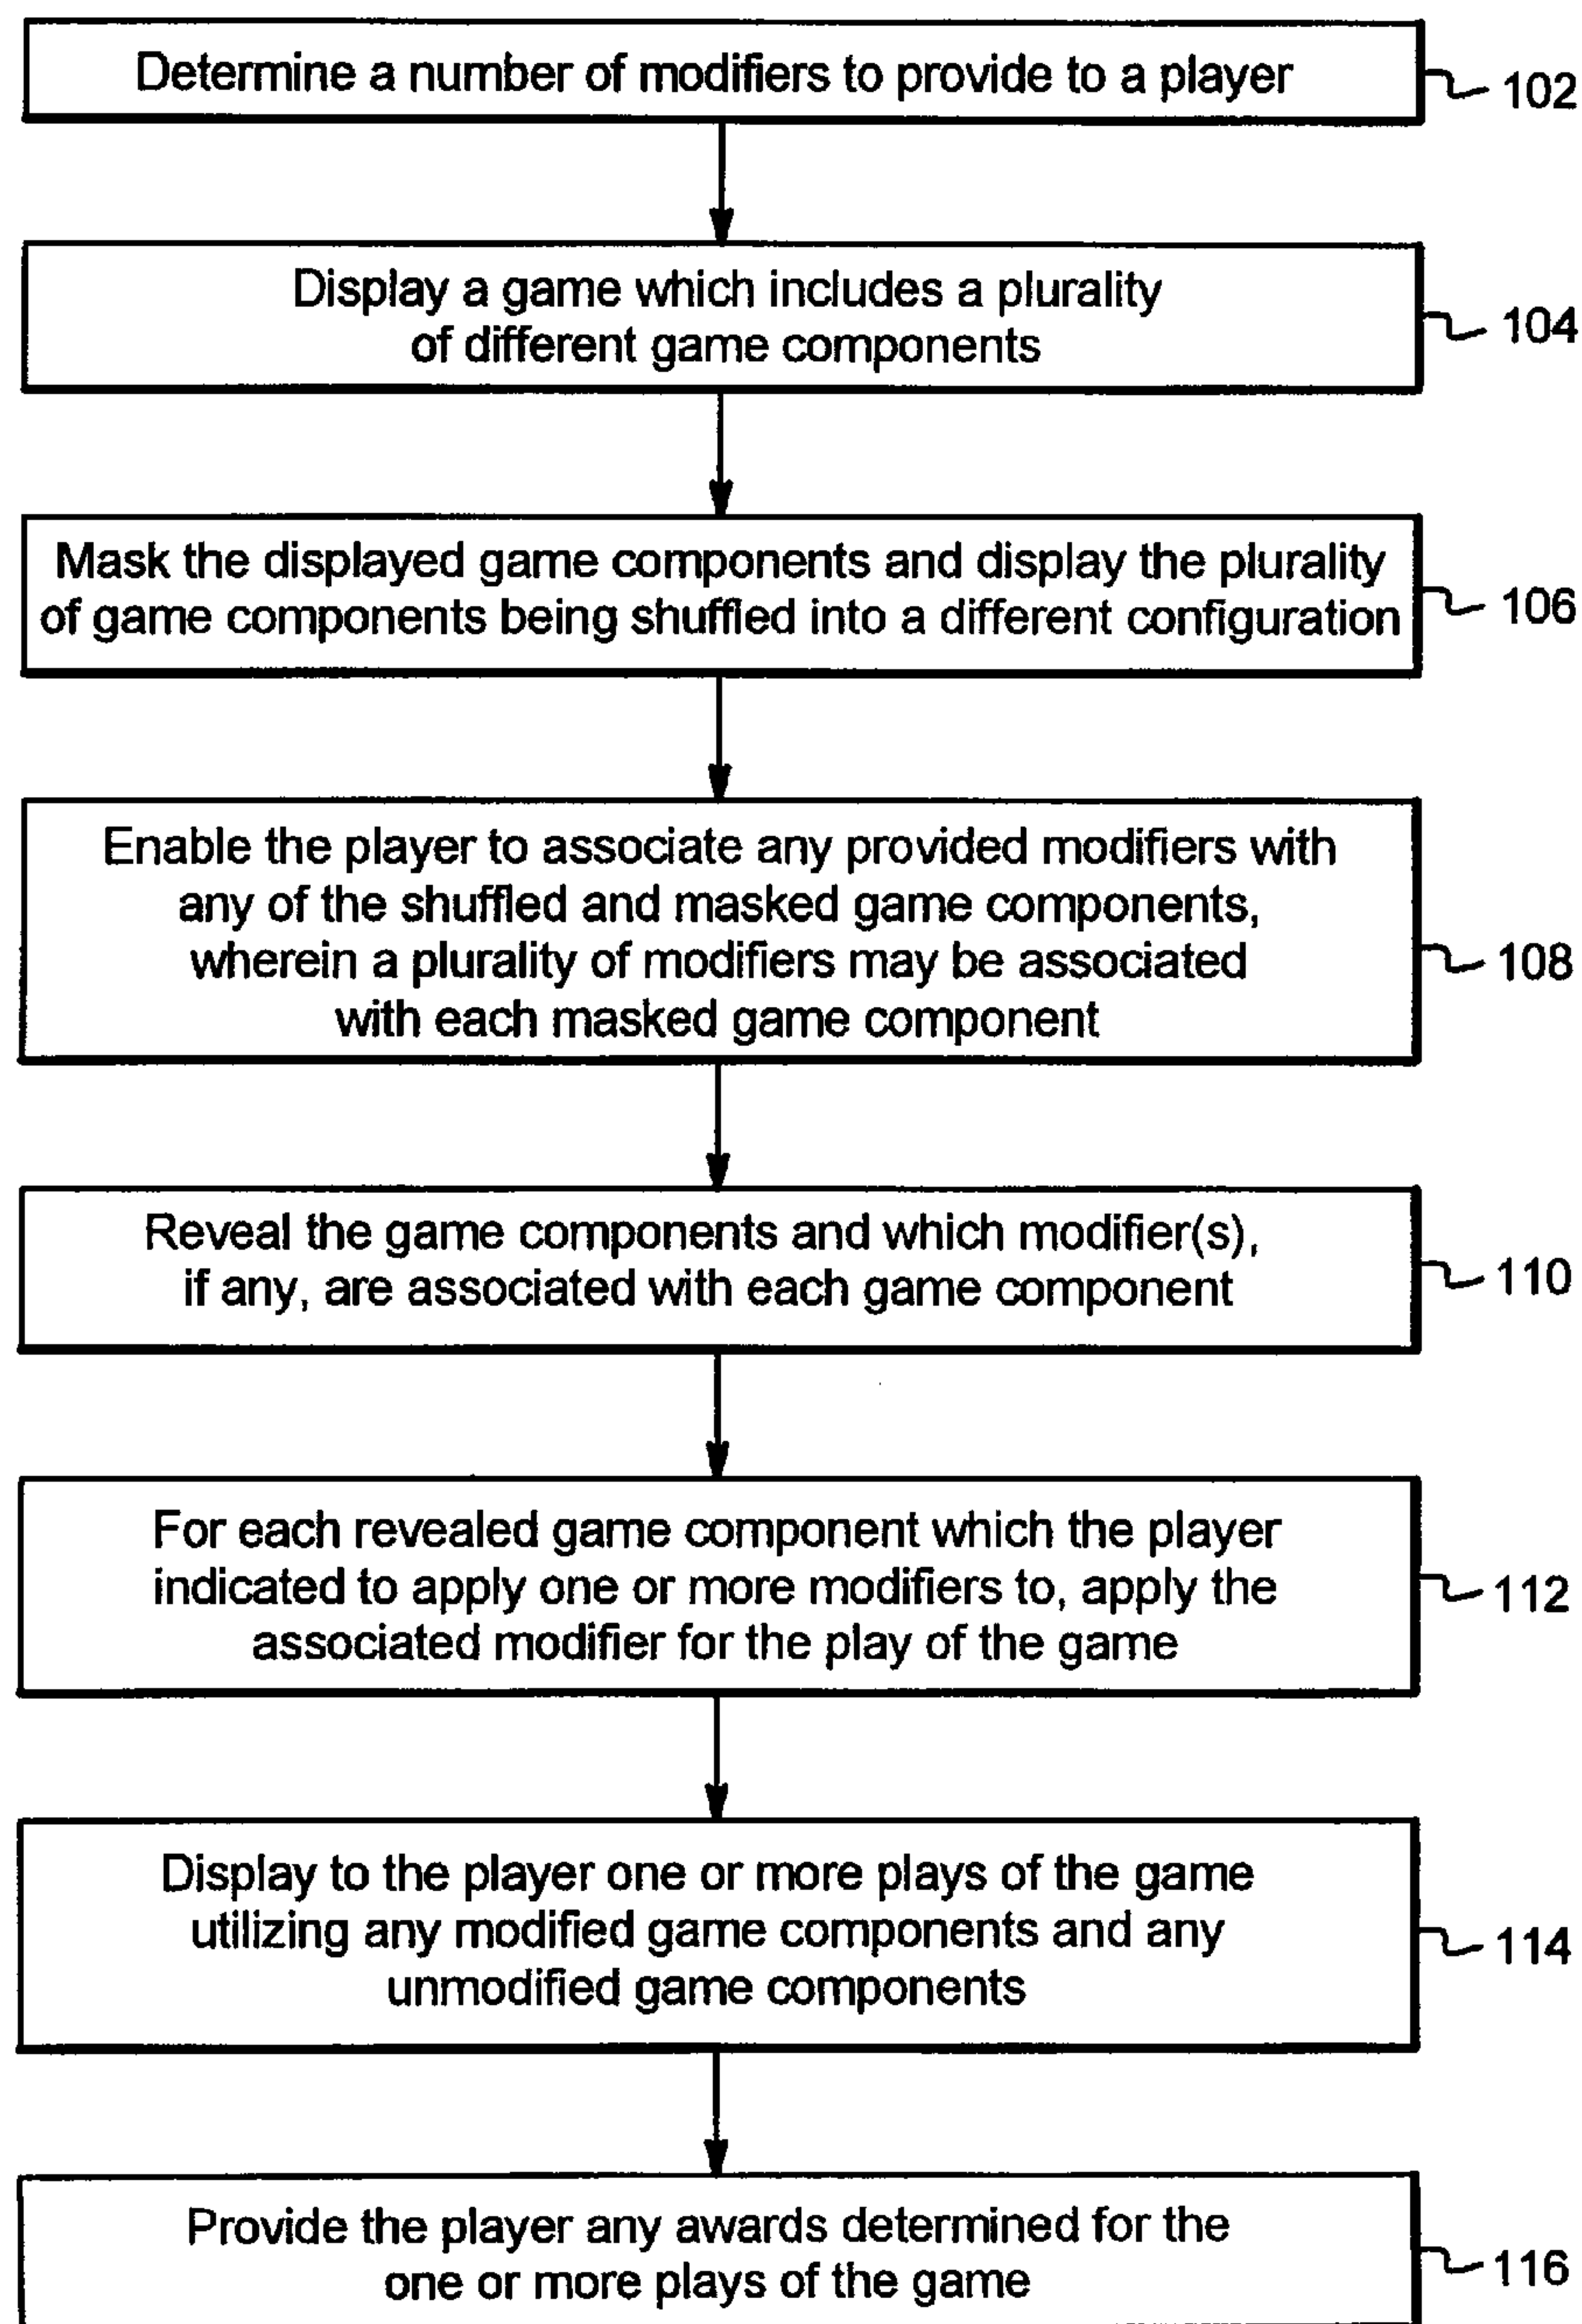 Determine a number of modifiers to provide to a player
102
Display a game which includes a plurality
of different game components
104
Mask the displayed game components and display the plurality
of game components being shuffled into a different configuration
106
Enable the player to associate any provided modifiers with
any of the shuffled and masked game components,
wherein a plurality of modifiers may be associated
with each masked game component
108
Reveal the game components and which modifier(s),
if any, are associated with each game component
110
For each revealed game component which the player
indicated to apply one or more modifiers to, apply the
associated modifier for the play of the game
112
Display to the player one or more plays of the game
utilizing any modified game components and any
unmodified game components
114
Provide the player any awards determined for the
one or more plays of the game
116